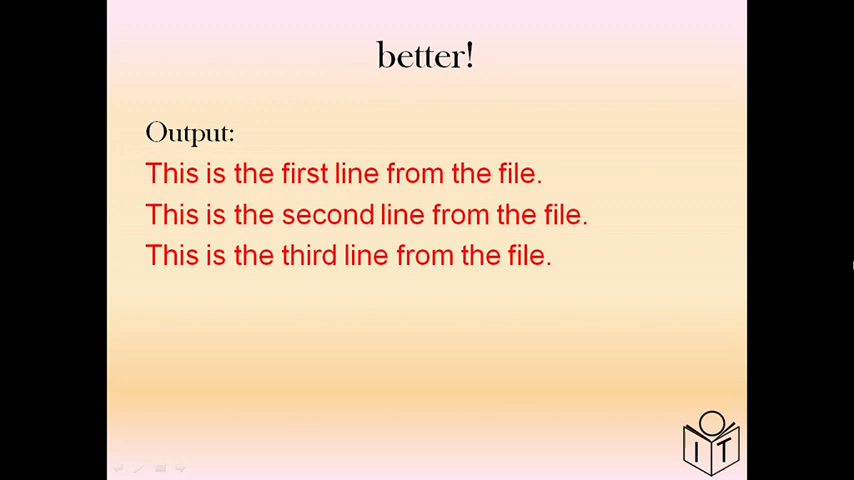 better!
Output:
This is the first line from the file.
This is the second line from the file.
This is the third line from the file.
I T